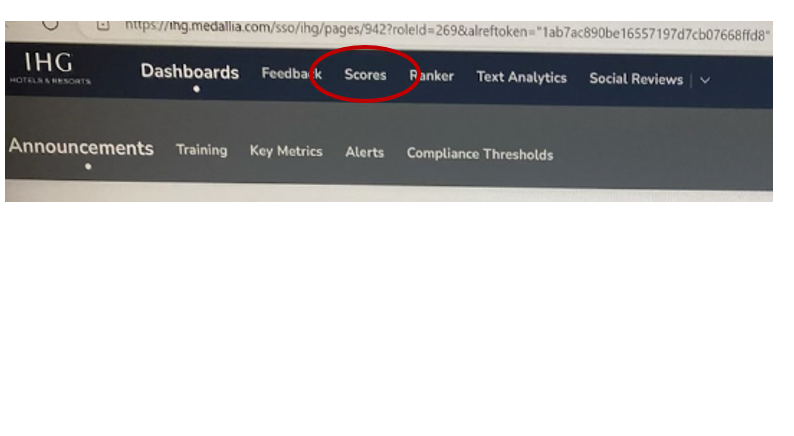 https://ihg.medallia.com/sso/ihg/pages/942?roleId=269&alreftoken="1ab7ac890be16557197d7cb07668ffd8"
IHG
HOTELS & RESORTS
Dashboards Feedback Scores Ranker Text Analytics Social Reviews
Announcements Training Key Metrics Alerts Compliance Thresholds